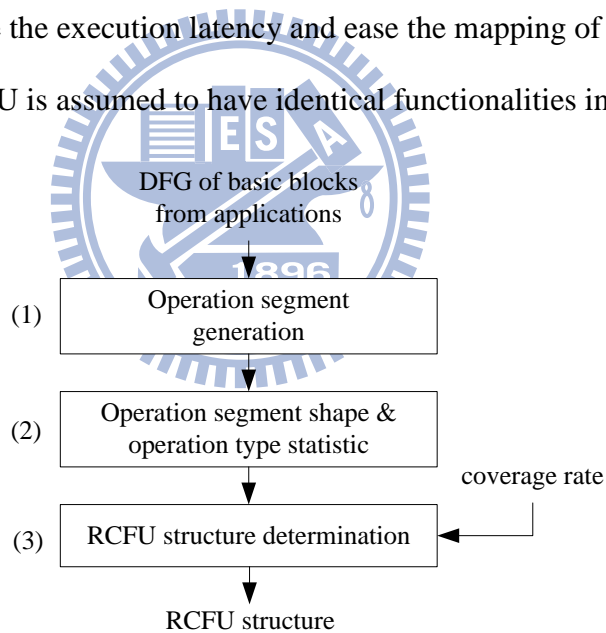 the execution latency and ease the mapping of
U is assumed to have identical functionalities in
ES
A
DFG of basic blocks
from applications
1896
(1)
Operation segment
generation
(2)
Operation segment shape &
operation type statistic
coverage rate
(3)
RCFU structure determination
RCFU structure